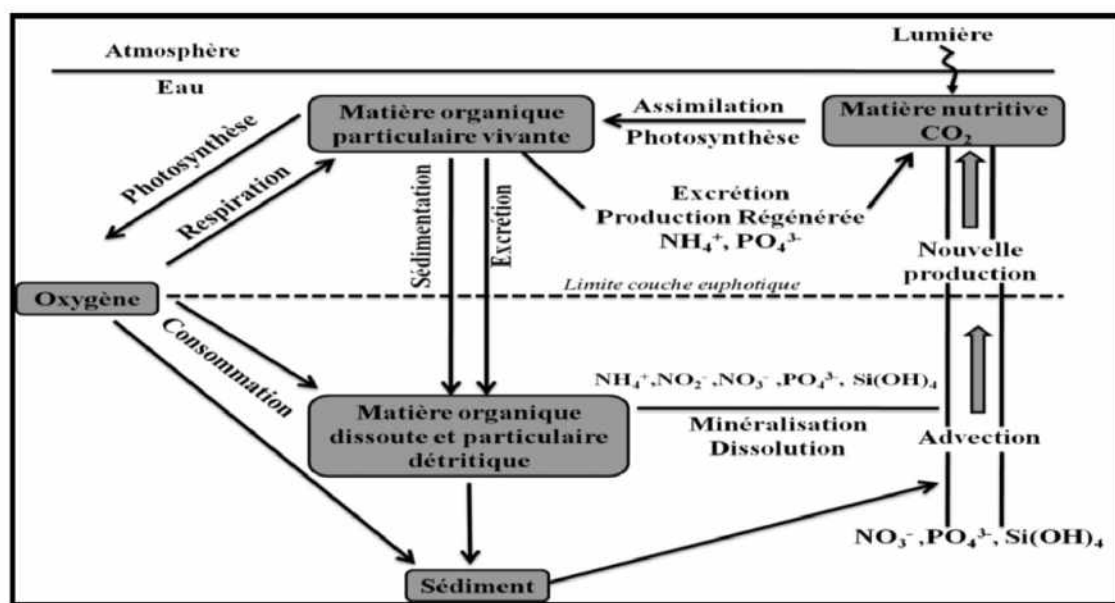 Atmosphère
Lumière
Eau
Matière organique
particulaire vivante
Assimilation
Photosynthèse
Matière nutritive
CO₂
Photosynthèse
Respiration
Sédimentation
Excrétion
Excrétion
Production Régénérée
NH₄⁺, PO₄³⁻
Nouvelle
production
Oxygène
Limite couche euphotique
Consommation
NH₄⁺,NO₂⁻,NO₃⁻,PO₄³⁻, Si(OH)₄
Matière organique
dissoute et particulaire
détritique
Minéralisation
Dissolution
Advection
NO₃⁻,PO₄³⁻, Si(OH)₄
Sédiment